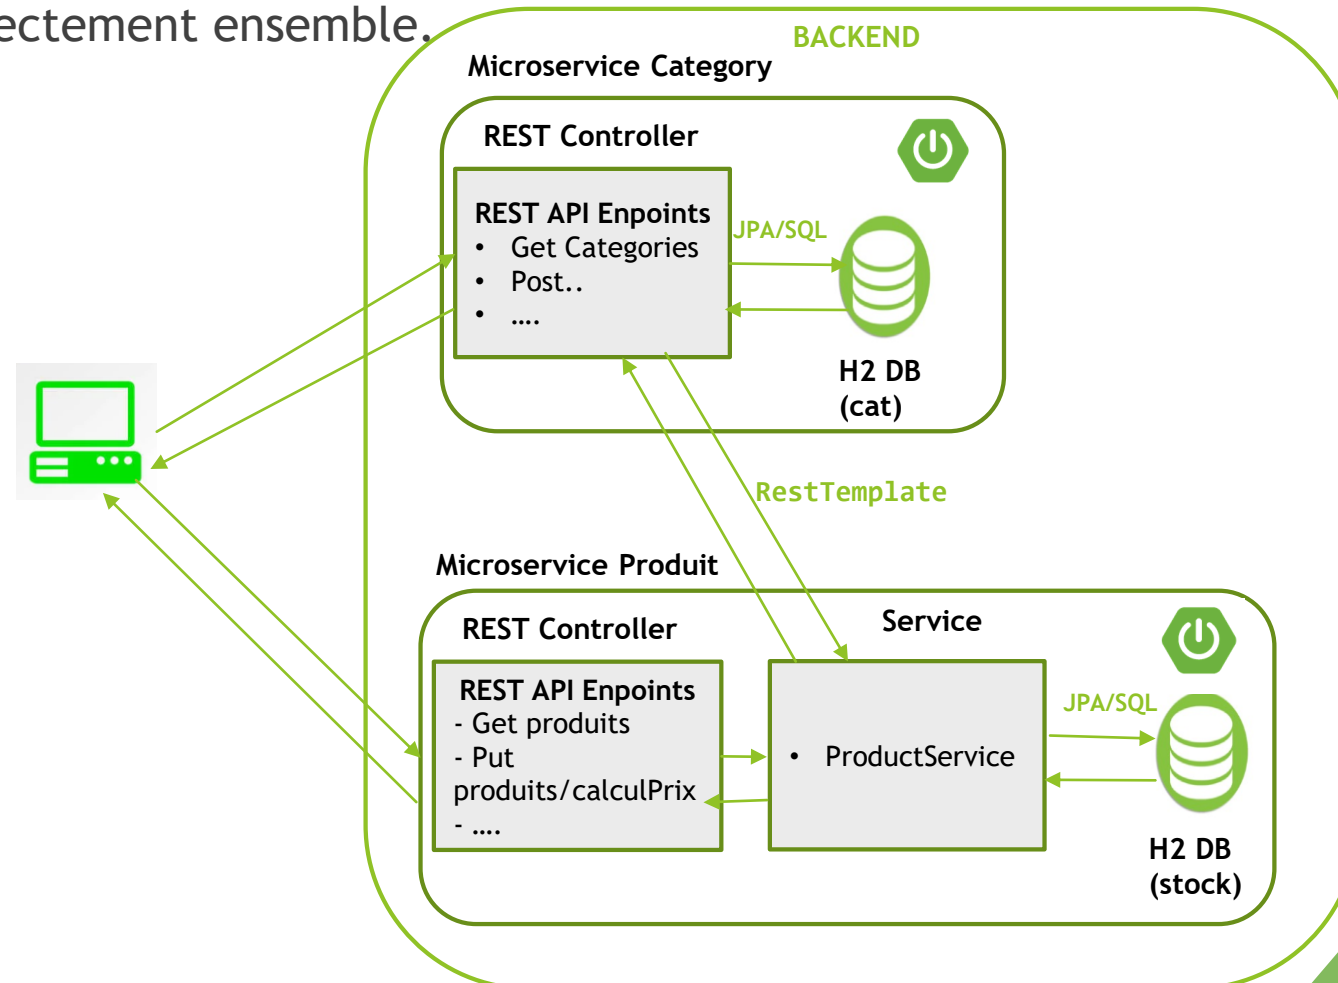 ectement ensemble.
BACKEND
Microservice Category
REST Controller
REST API Enpoints
• Get Categories
• Post..
• ....
JPA/SQL
H2 DB
(cat)
RestTemplate
Microservice Produit
REST Controller
Service
REST API Enpoints
- Get produits
- Put
produits/calculPrix
- ....
• ProductService
JPA/SQL
H2 DB
(stock)